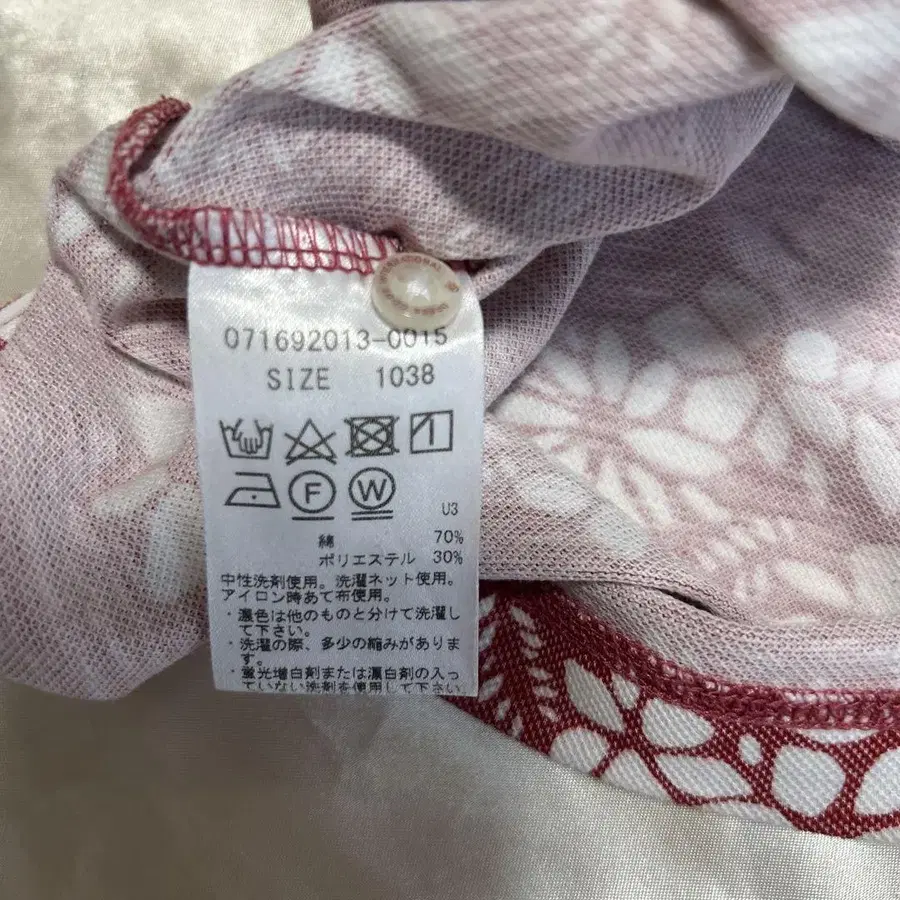 INTERNATIONAL
071692013-0015
SIZE 1038
F W
U3
綿 70%
ポリエステル 30%
中性洗剤使用。洗濯ネット使用。
アイロン時あて布使用。
・濃色は他のものと分けて洗濯し
て下さい。
・洗濯の際、多少の縮みがありま
す。
・蛍光増白剤または漂白剤の入っ
ていない洗剤を使用して下さい